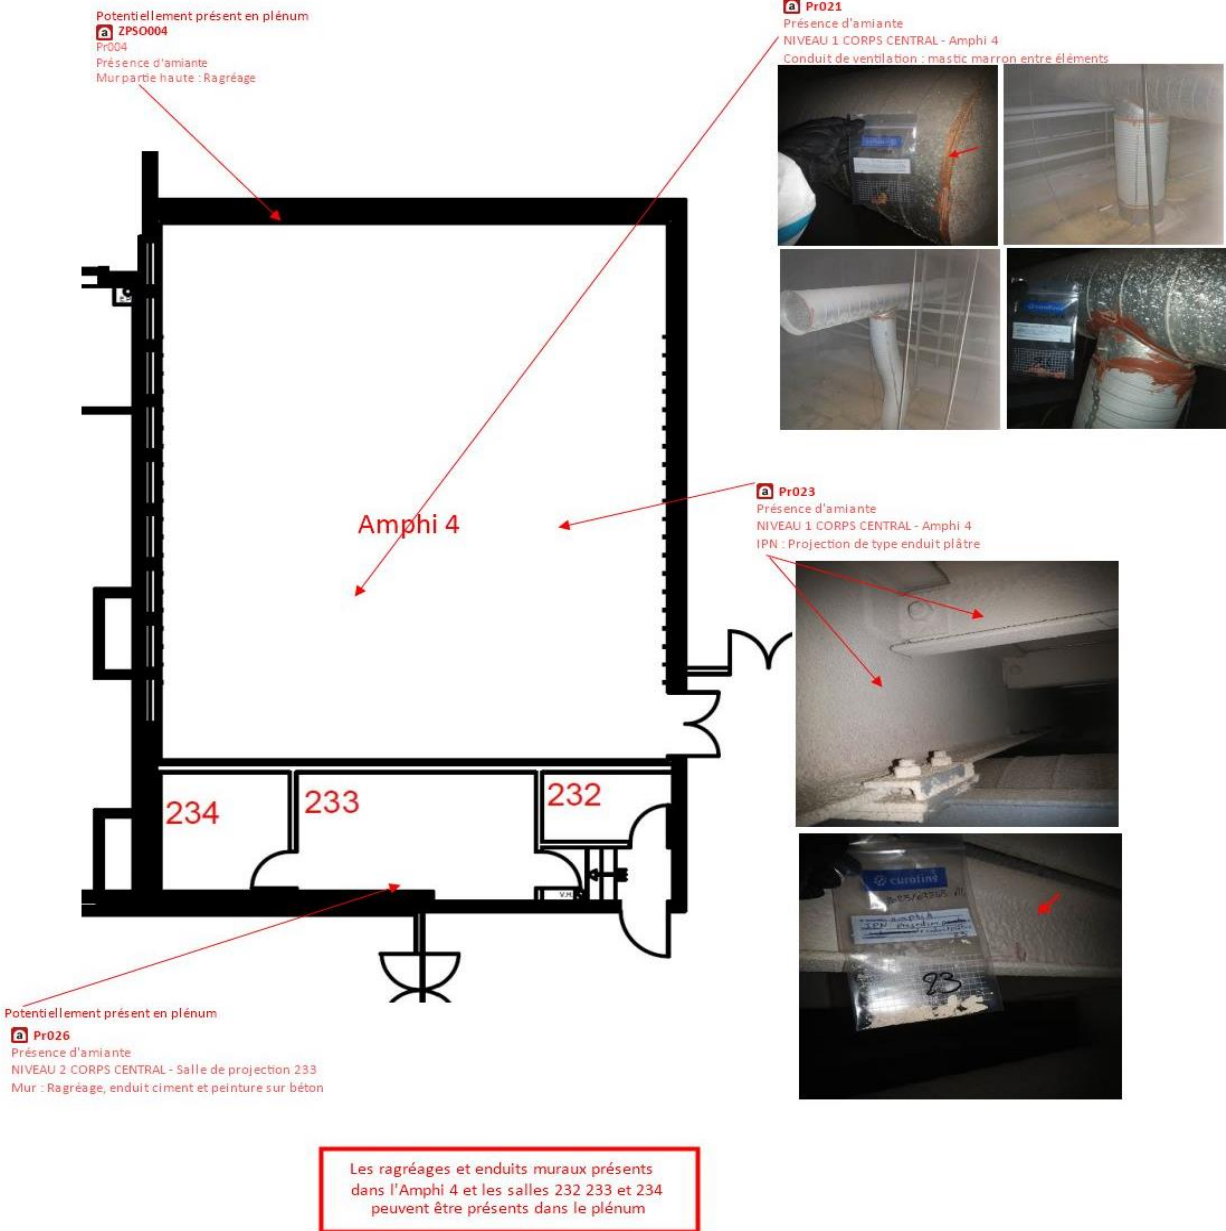 Potentiellement présent en plénum
a ZPSO004
Pr004
Présence d'amiante
Mur partie haute : Ragréage
a Pr021
Présence d'amiante
NIVEAU 1 CORPS CENTRAL - Amphi 4
Conduit de ventilation : mastic marron entre éléments
Amphi 4
a Pr023
Présence d'amiante
NIVEAU 1 CORPS CENTRAL - Amphi 4
IPN : Projection de type enduit plâtre
234
233
232
V.H.
curatine
IPN
23
Potentiellement présent en plénum
a Pr026
Présence d'amiante
NIVEAU 2 CORPS CENTRAL - Salle de projection 233
Mur : Ragréage, enduit ciment et peinture sur béton
Les ragréages et enduits muraux présents
dans l'Amphi 4 et les salles 232 233 et 234
peuvent être présents dans le plénum